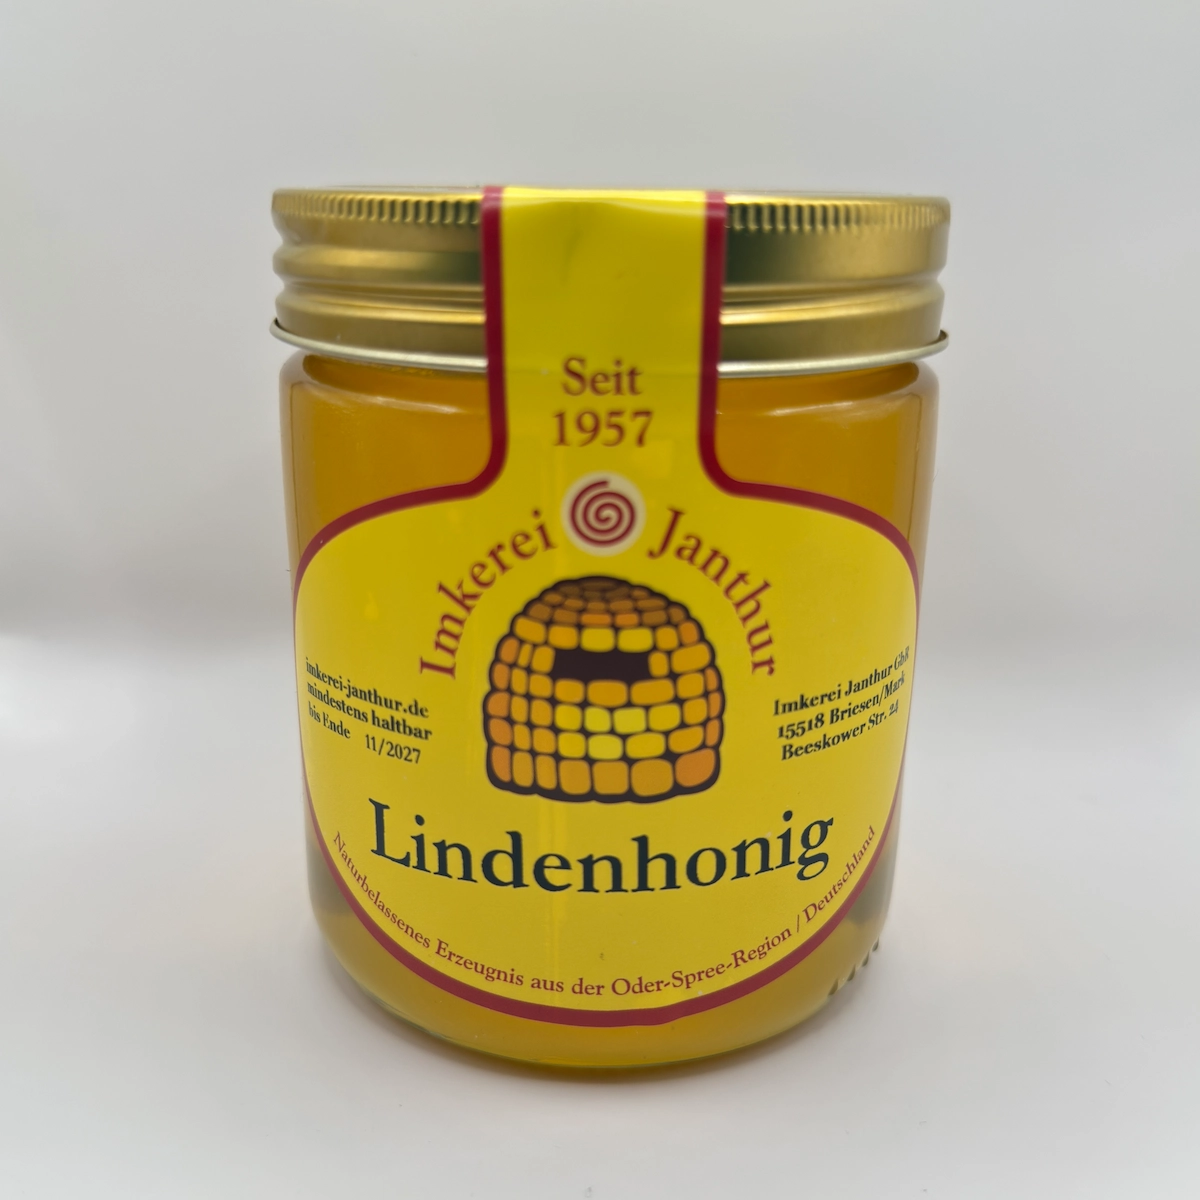 Seit
1957
Imkerei Janthur
imkerei-janthur.de
mindestens haltbar
bis Ende 11/2027
Imkerei Janthur GbR
15518 Briesen/Mark
Beeskower Str. 24
Lindenhonig
Naturbelassenes Erzeugnis aus der Oder-Spree-Region / Deutschland